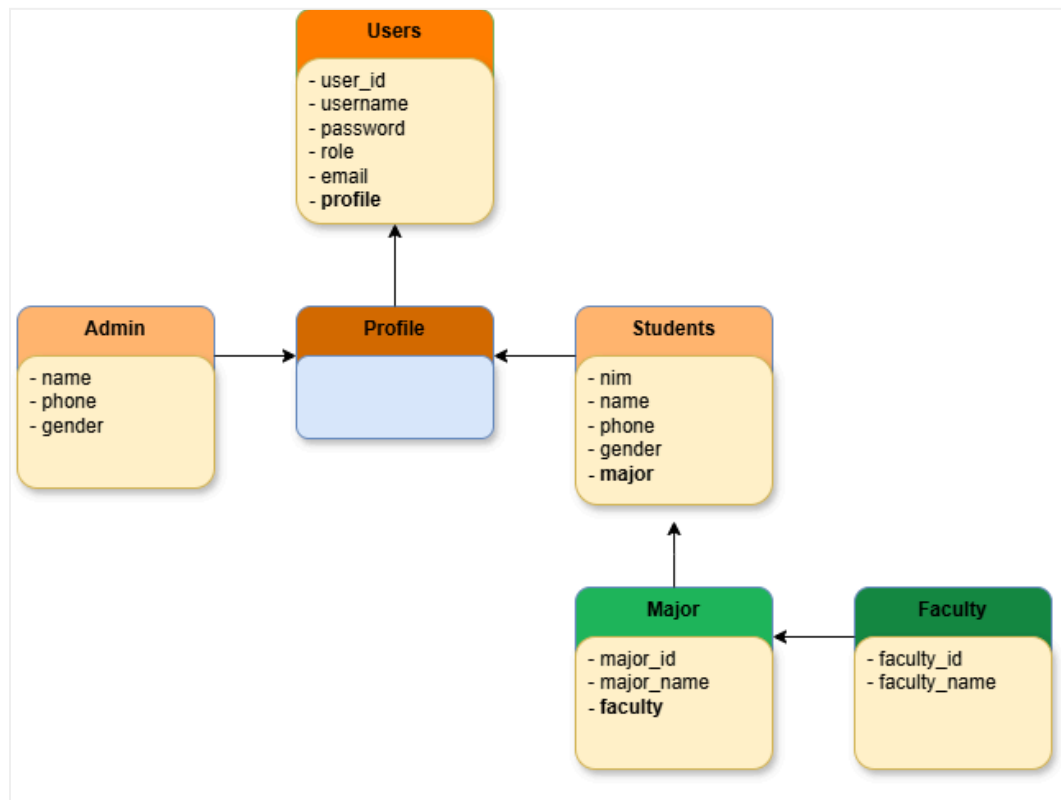 Users
- user_id
- username
- password
- role
- email
- profile
Admin
- name
- phone
- gender
Profile
Students
- nim
- name
- phone
- gender
- major
Major
- major_id
- major_name
- faculty
Faculty
- faculty_id
- faculty_name